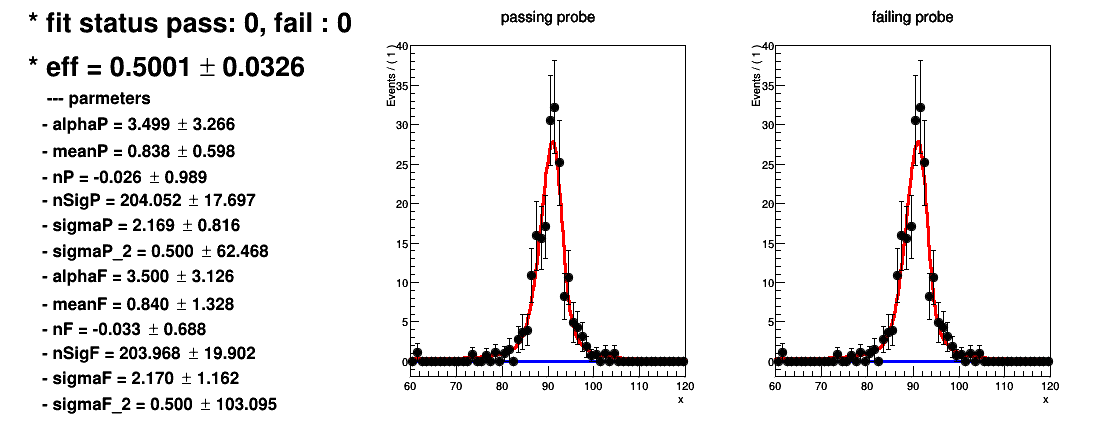 * fit status pass: 0, fail : 0
* eff = 0.5001 ± 0.0326
--- parmeters
- alphaP = 3.499 ± 3.266
- meanP = 0.838 ± 0.598
- nP = -0.026 ± 0.989
- nSigP = 204.052 ± 17.697
- sigmaP = 2.169 ± 0.816
- sigmaP_2 = 0.500 ± 62.468
- alphaF = 3.500 ± 3.126
- meanF = 0.840 ± 1.328
- nF = -0.033 ± 0.688
- nSigF = 203.968 ± 19.902
- sigmaF = 2.170 ± 1.162
- sigmaF_2 = 0.500 ± 103.095
passing probe
Events / ( 1 )
40
35
30
25
20
15
10
5
0
60 70 80 90 100 110 120
x
failing probe
Events / ( 1 )
40
35
30
25
20
15
10
5
0
60 70 80 90 100 110 120
x